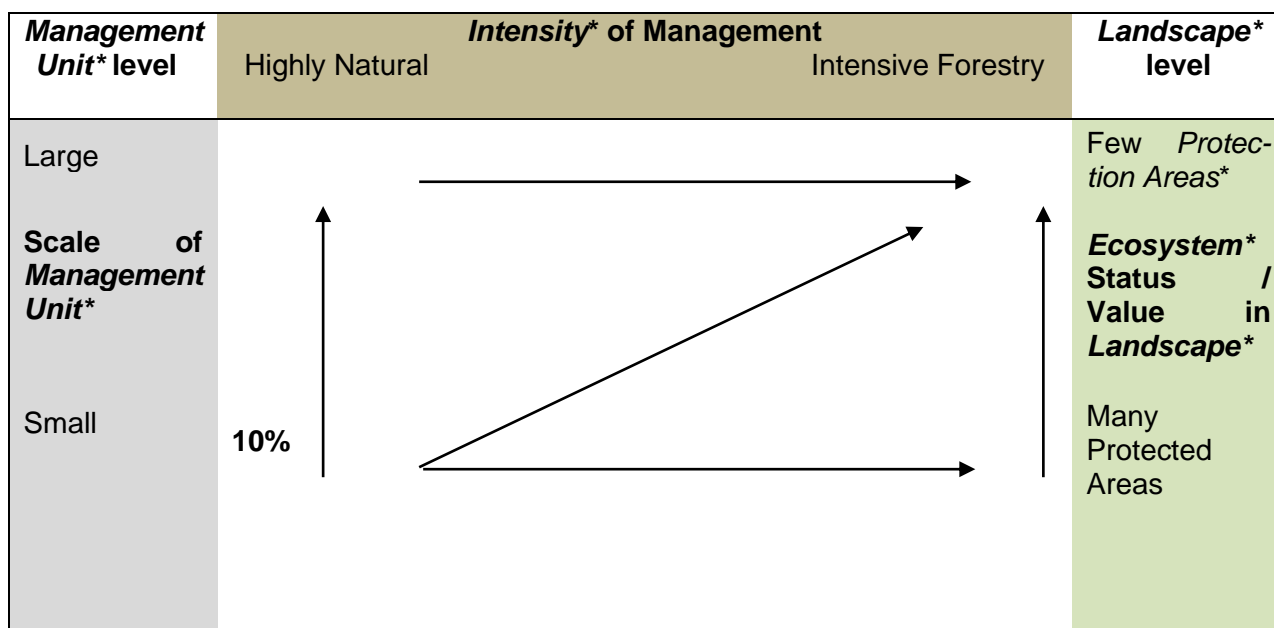 Management Unit* level
Intensity* of Management
Highly Natural Intensive Forestry
Landscape* level
Large
Scale of
Management
Unit*
Small
10%
Few Protec-
tion Areas*
Ecosystem*
Status /
Value in
Landscape*
Many
Protected
Areas